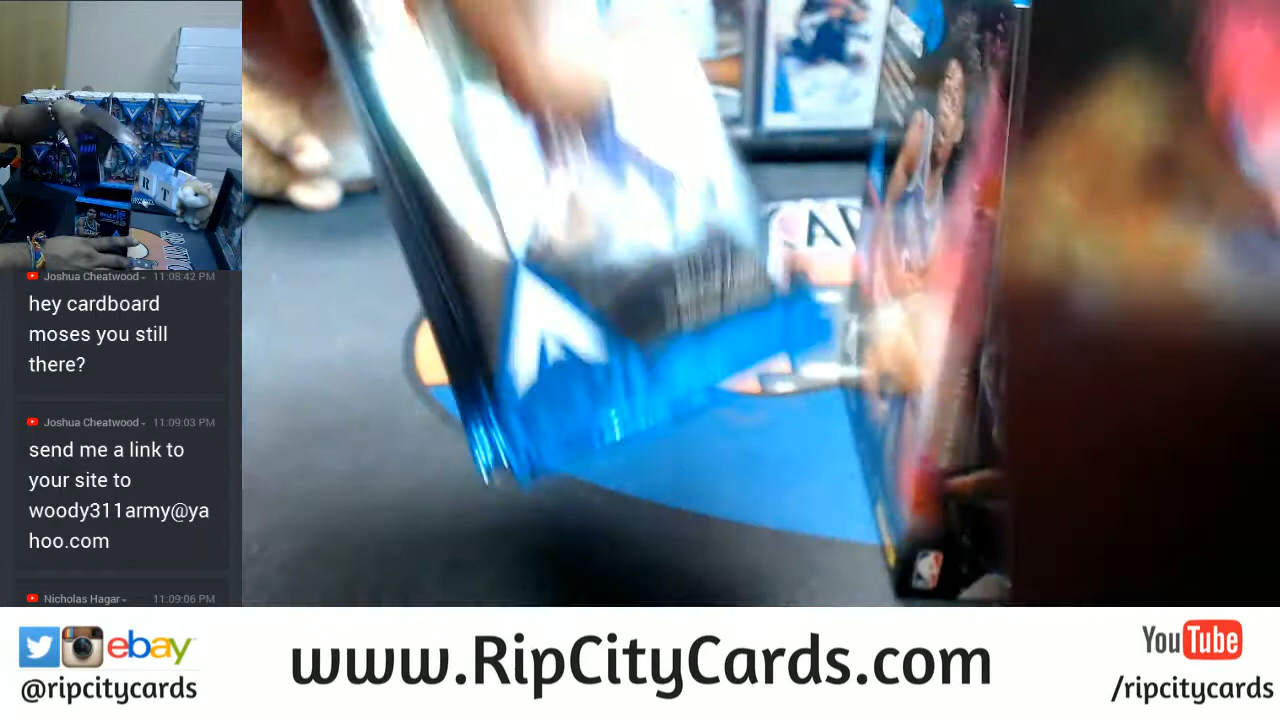 Joshua Cheatwood 11:08:42 PM
hey cardboard
moses you still
there?
Joshua Cheatwood 11:09:03 PM
send me a link to
your site to
woody311army@ya
hoo.com
Nicholas Hagar 11:09:06 PM
R T
CA
ebay
@ripcitycards
www.RipCityCards.com
YouTube
/ripcitycards